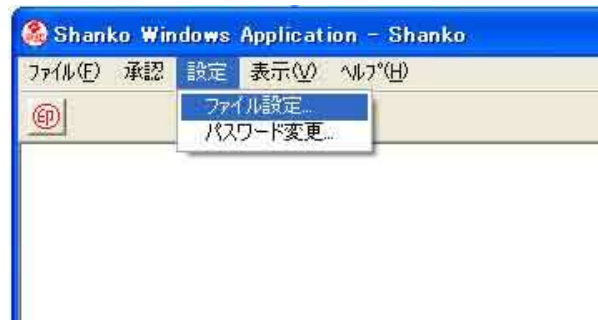 Shanko Windows Application - Shanko
ファイル(F) 承認 設定 表示(V) ヘルプ(H)
印
ファイル設定...
パスワード変更...